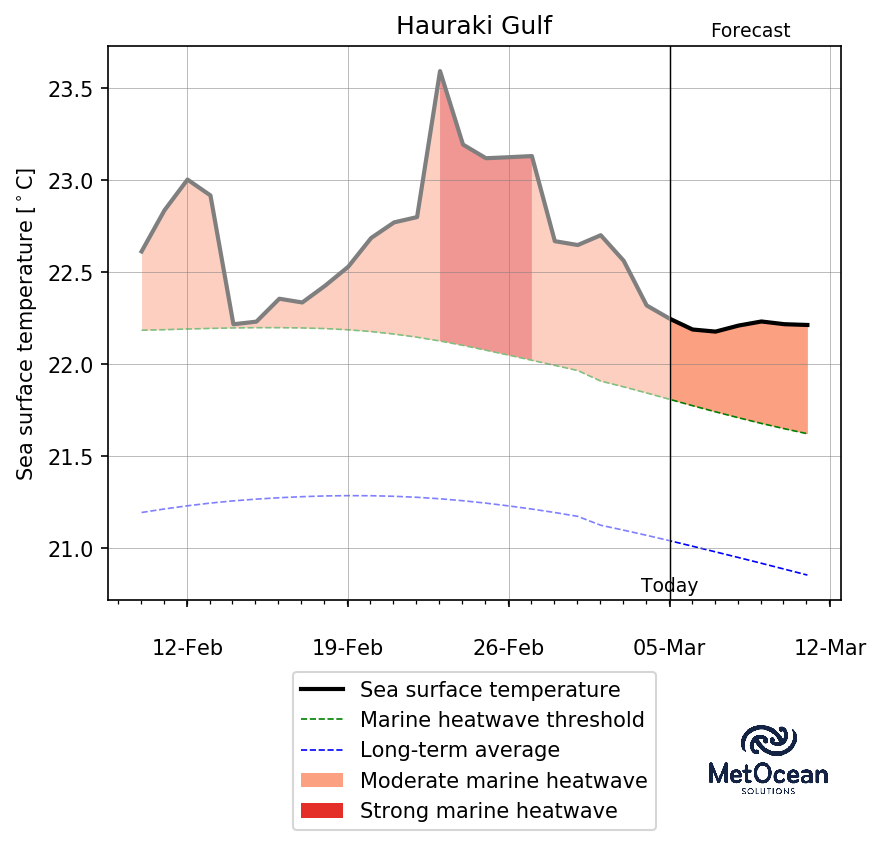 Hauraki Gulf
Forecast
Sea surface temperature [°C]
23.5
23.0
22.5
22.0
21.5
21.0
Today
12-Feb 19-Feb 26-Feb 05-Mar 12-Mar
Sea surface temperature
Marine heatwave threshold
Long-term average
Moderate marine heatwave
Strong marine heatwave
MetOcean
SOLUTIONS